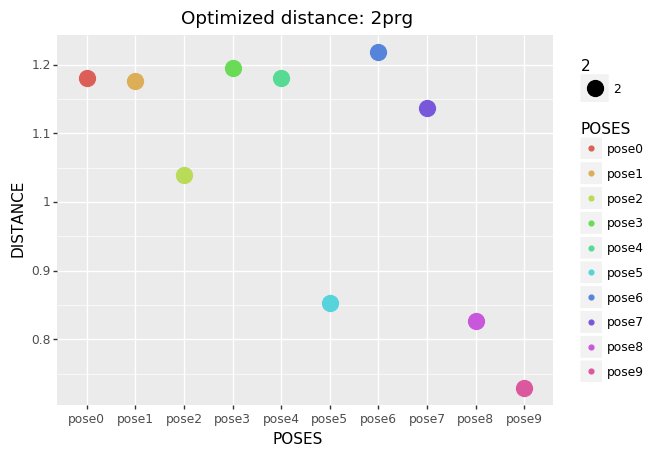 Optimized distance: 2prg
DISTANCE
1.2
1.1
1
0.9
0.8
pose0 pose1 pose2 pose3 pose4 pose5 pose6 pose7 pose8 pose9
POSES
2
2
POSES
pose0
pose1
pose2
pose3
pose4
pose5
pose6
pose7
pose8
pose9